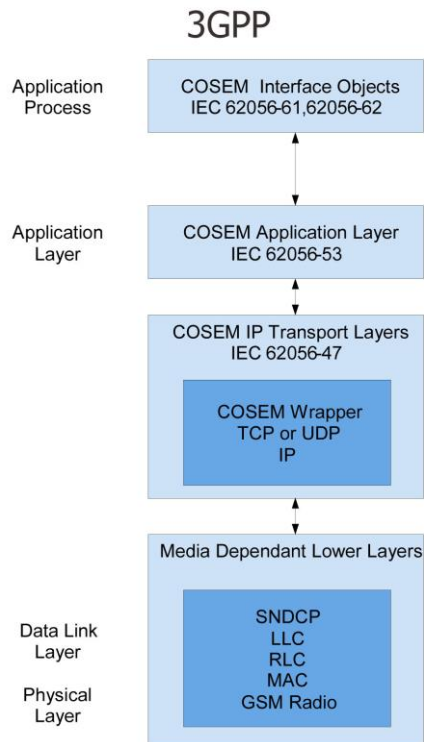 3GPP
Application
Process
COSEM Interface Objects
IEC 62056-61,62056-62
Application
Layer
COSEM Application Layer
IEC 62056-53
COSEM IP Transport Layers
IEC 62056-47
COSEM Wrapper
TCP or UDP
IP
Media Dependant Lower Layers
Data Link
Layer
Physical
Layer
SNDCP
LLC
RLC
MAC
GSM Radio